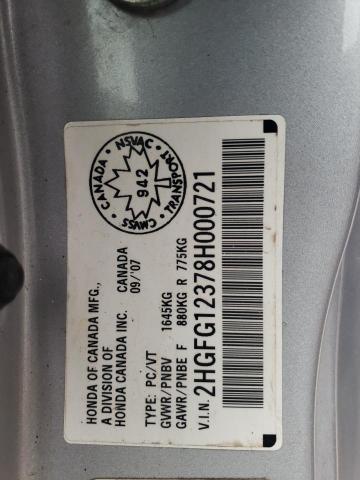 HONDA OF CANADA MFG.,
A DIVISION OF
HONDA CANADA INC. CANADA
09/'07
TYPE: PC/VT
GVWR/PNBV 1645KG
GAWR/PNBE F 880KG R 775KG
V.I.N. 2HGFG12378H000721
CANADA
NSVAC
TRANSPORT
CMVSS
942